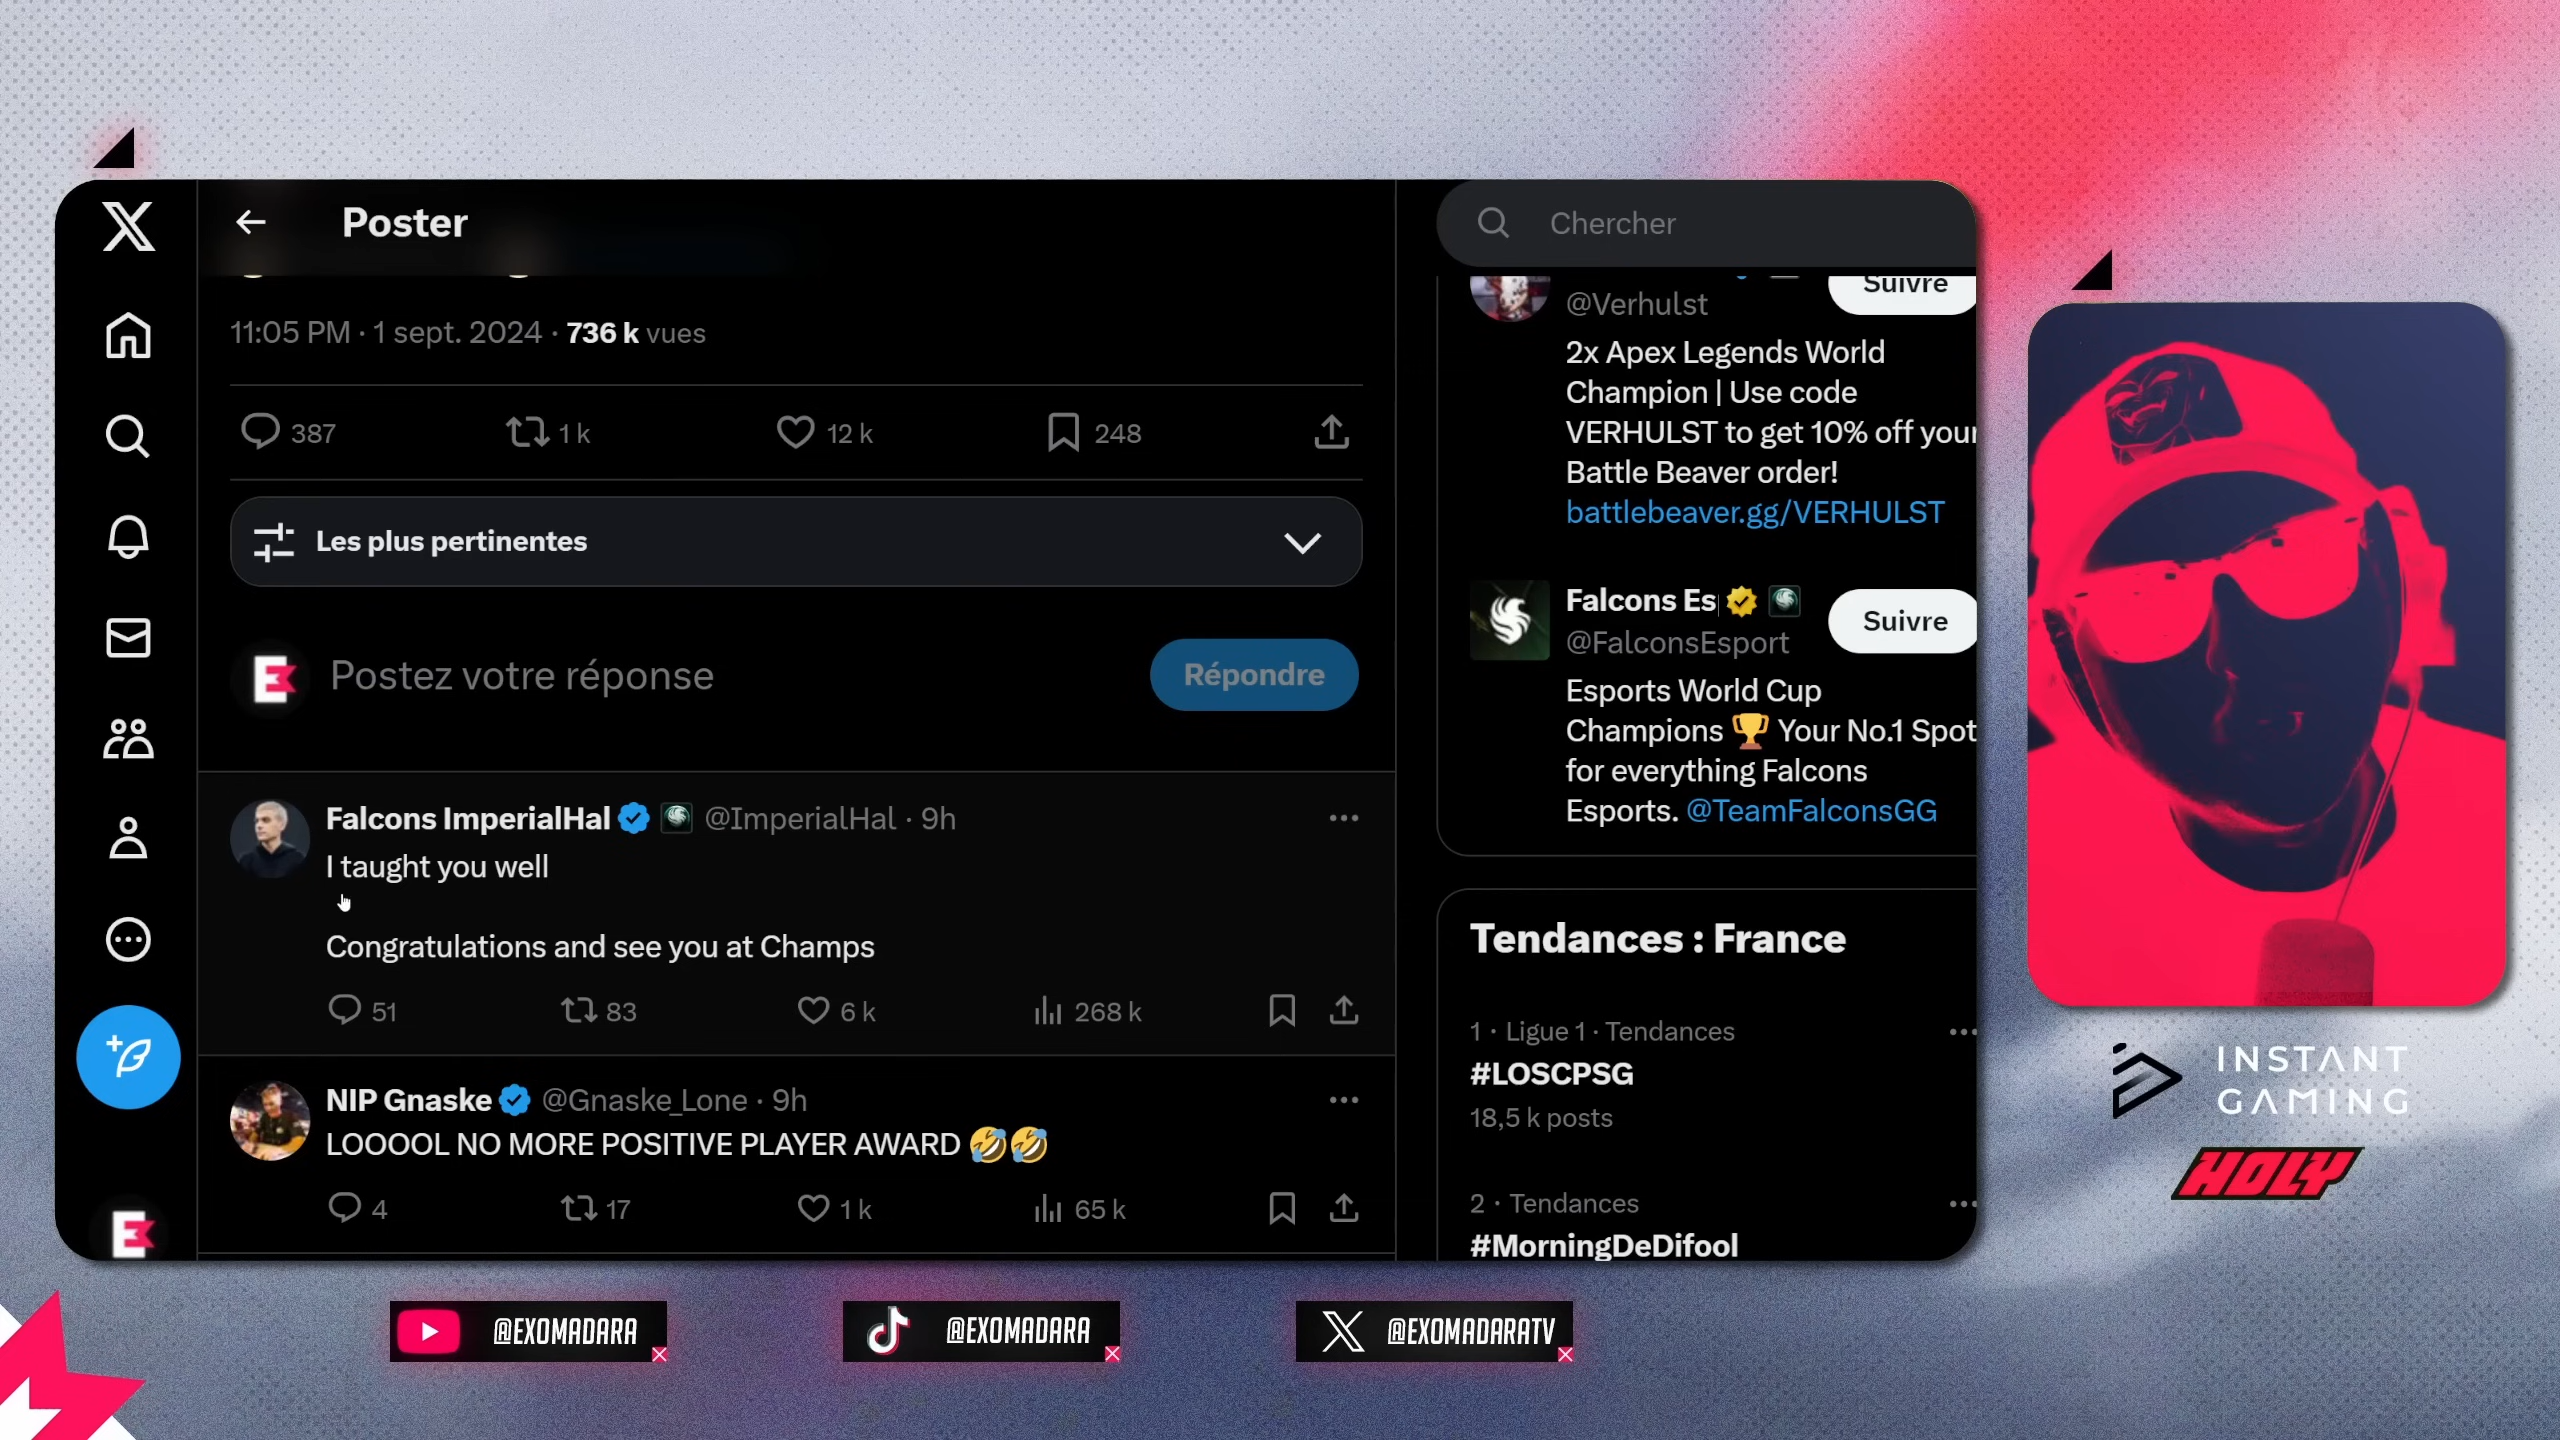 Poster
11:05 PM · 1 sept. 2024 · 736 k vues
387
1 k
12 k
248
Les plus pertinentes
Postez votre réponse
Répondre
Falcons ImperialHal @ImperialHal · 9h
I taught you well
Congratulations and see you at Champs
51
83
6 k
268 k
NIP Gnaske @Gnaske_Lone · 9h
LOOOOL NO MORE POSITIVE PLAYER AWARD 🤣🤣
4
17
1 k
65 k
Chercher
@Verhulst
Suivre
2x Apex Legends World
Champion | Use code
VERHULST to get 10% off your
Battle Beaver order!
battlebeaver.gg/VERHULST
Falcons Es
@FalconsEsport
Suivre
Esports World Cup
Champions 🏆 Your No.1 Spot
for everything Falcons
Esports. @TeamFalconsGG
Tendances : France
1 · Ligue 1 · Tendances
#LOSCPSG
18,5 k posts
2 · Tendances
#MorningDeDifool
INSTANT
GAMING
HOLY
@EXOMADARA
@EXOMADARA
@EXOMADARATV